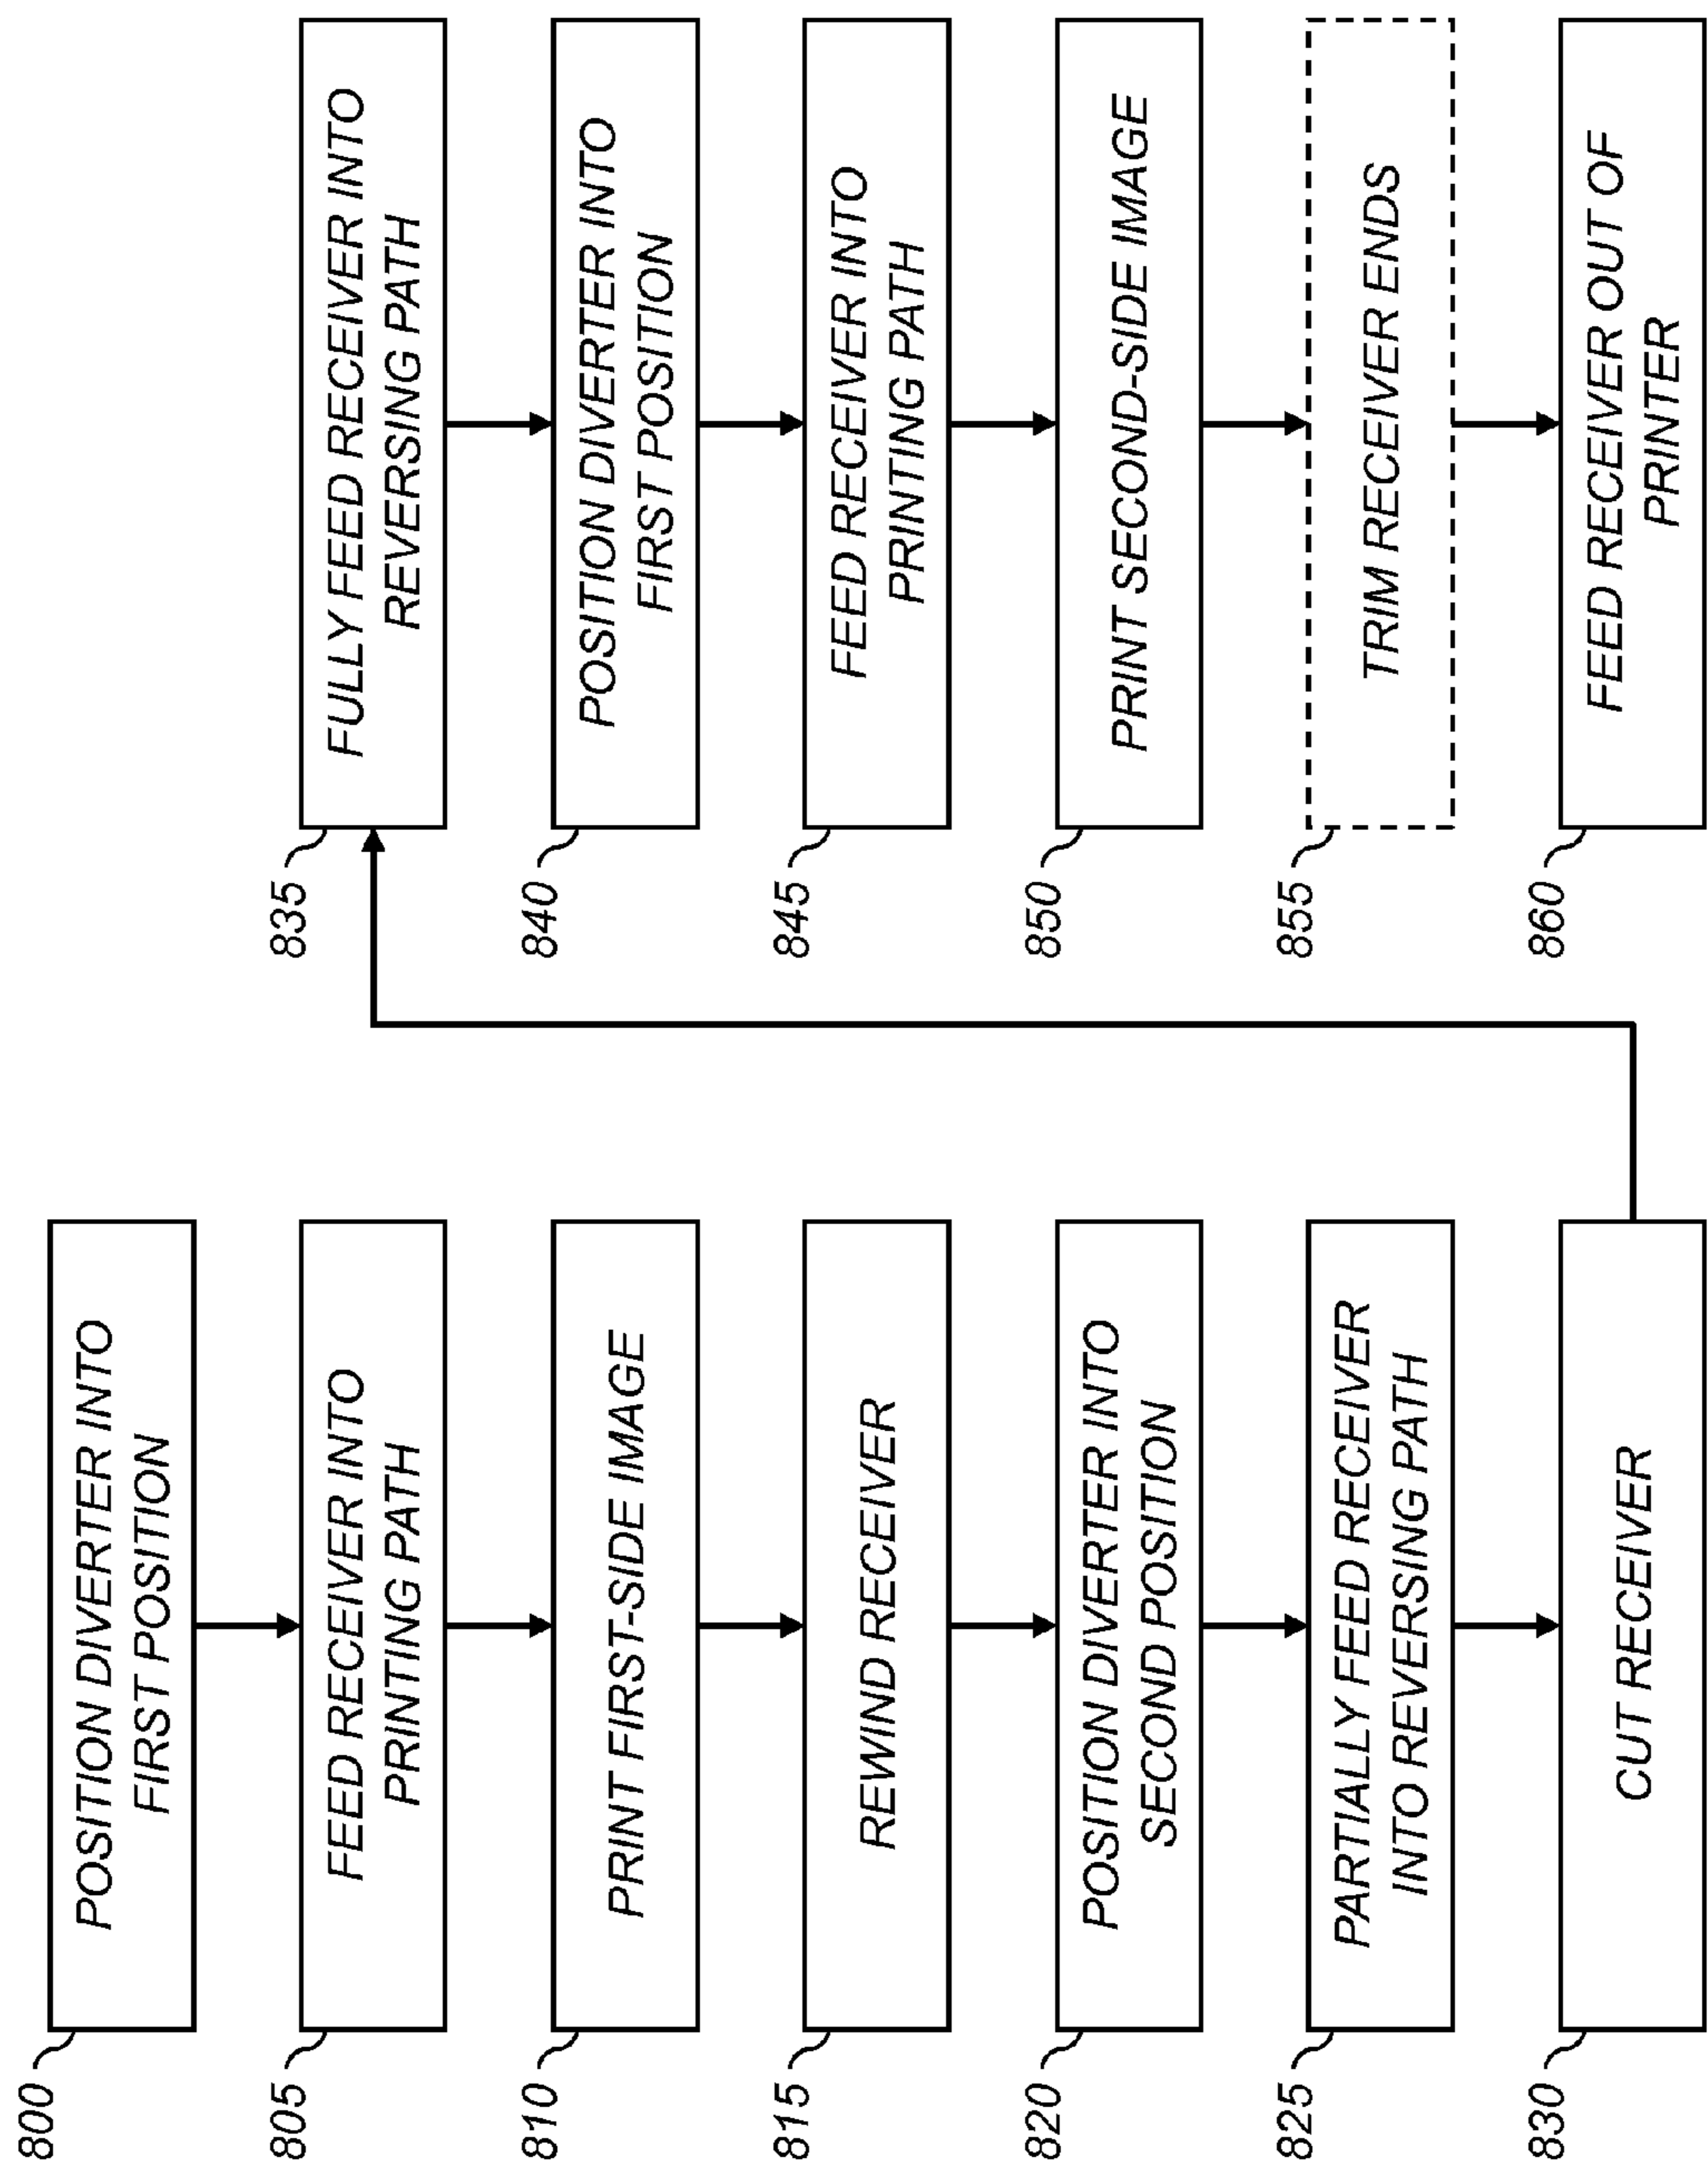 800
POSITION DIVERTER INTO
FIRST POSITION
805
FEED RECEIVER INTO
PRINTING PATH
810
PRINT FIRST-SIDE IMAGE
815
REWIND RECEIVER
820
POSITION DIVERTER INTO
SECOND POSITION
825
PARTIALLY FEED RECEIVER
INTO REVERSING PATH
830
CUT RECEIVER
835
FULLY FEED RECEIVER INTO
REVERSING PATH
840
POSITION DIVERTER INTO
FIRST POSITION
845
FEED RECEIVER INTO
PRINTING PATH
850
PRINT SECOND-SIDE IMAGE
855
TRIM RECEIVER ENDS
860
FEED RECEIVER OUT OF
PRINTER